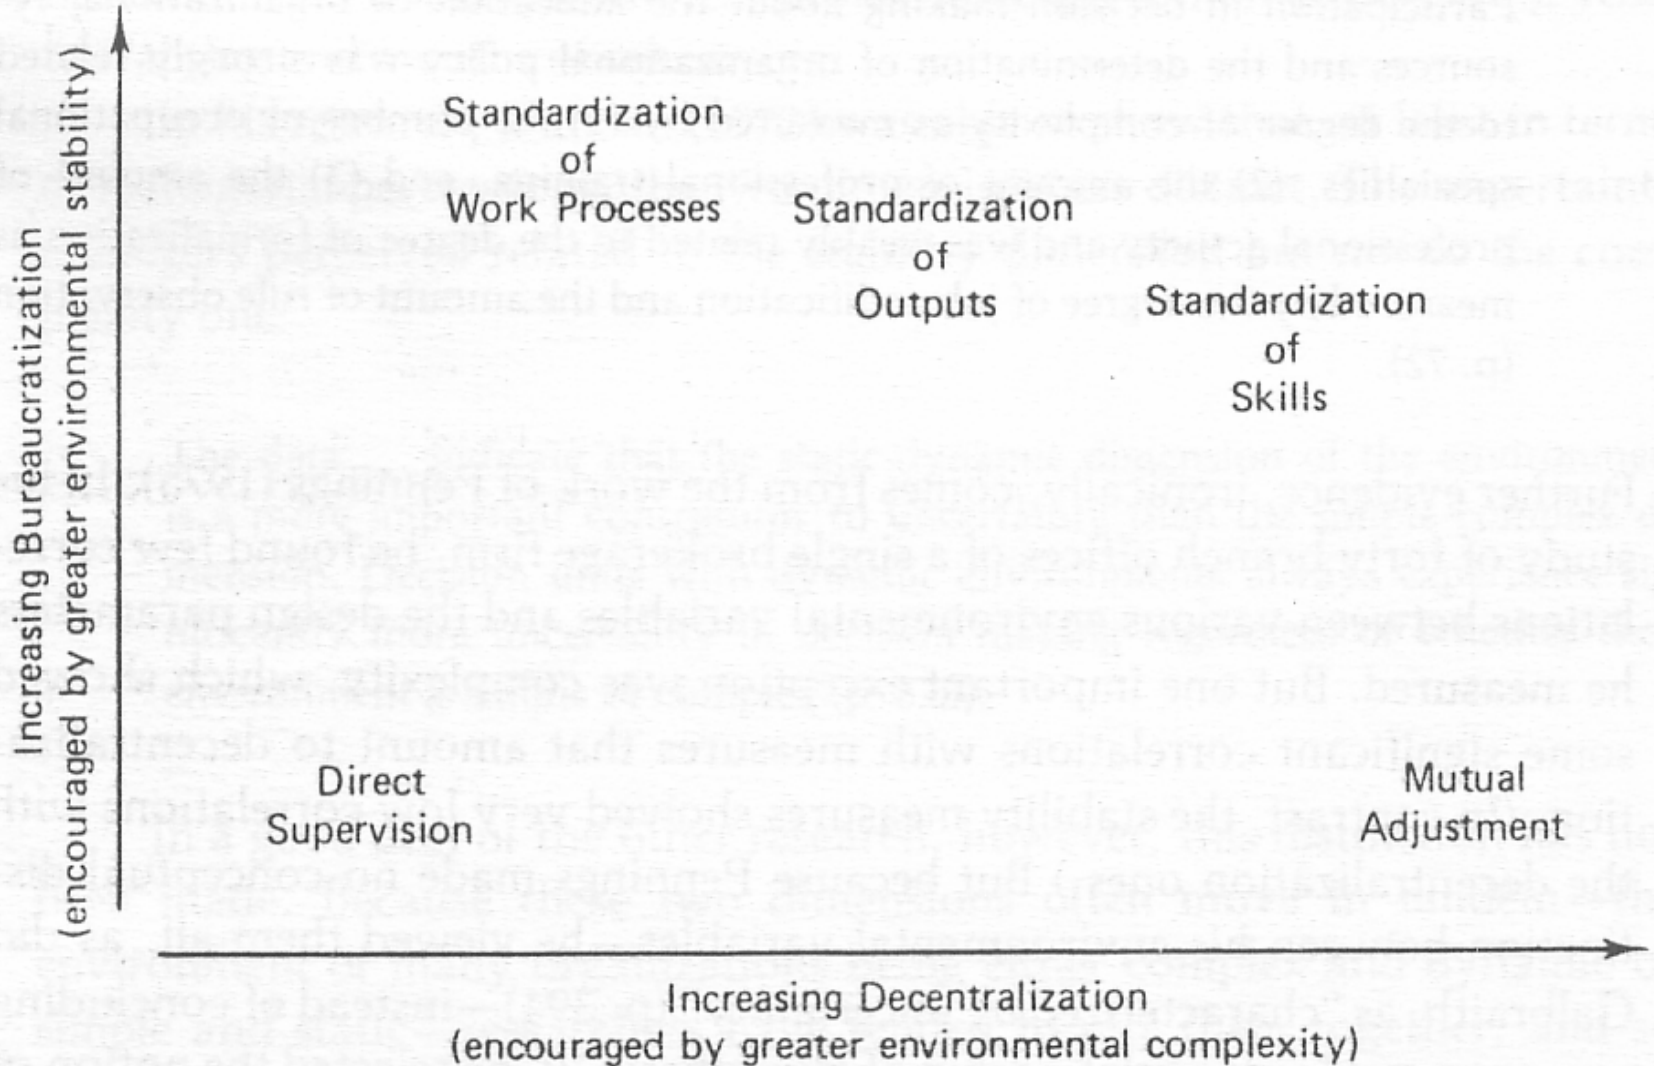 Increasing Bureaucratization
(encouraged by greater environmental stability)
Standardization
of
Work Processes
Standardization
of
Outputs
Standardization
of
Skills
Direct
Supervision
Mutual
Adjustment
Increasing Decentralization
(encouraged by greater environmental complexity)